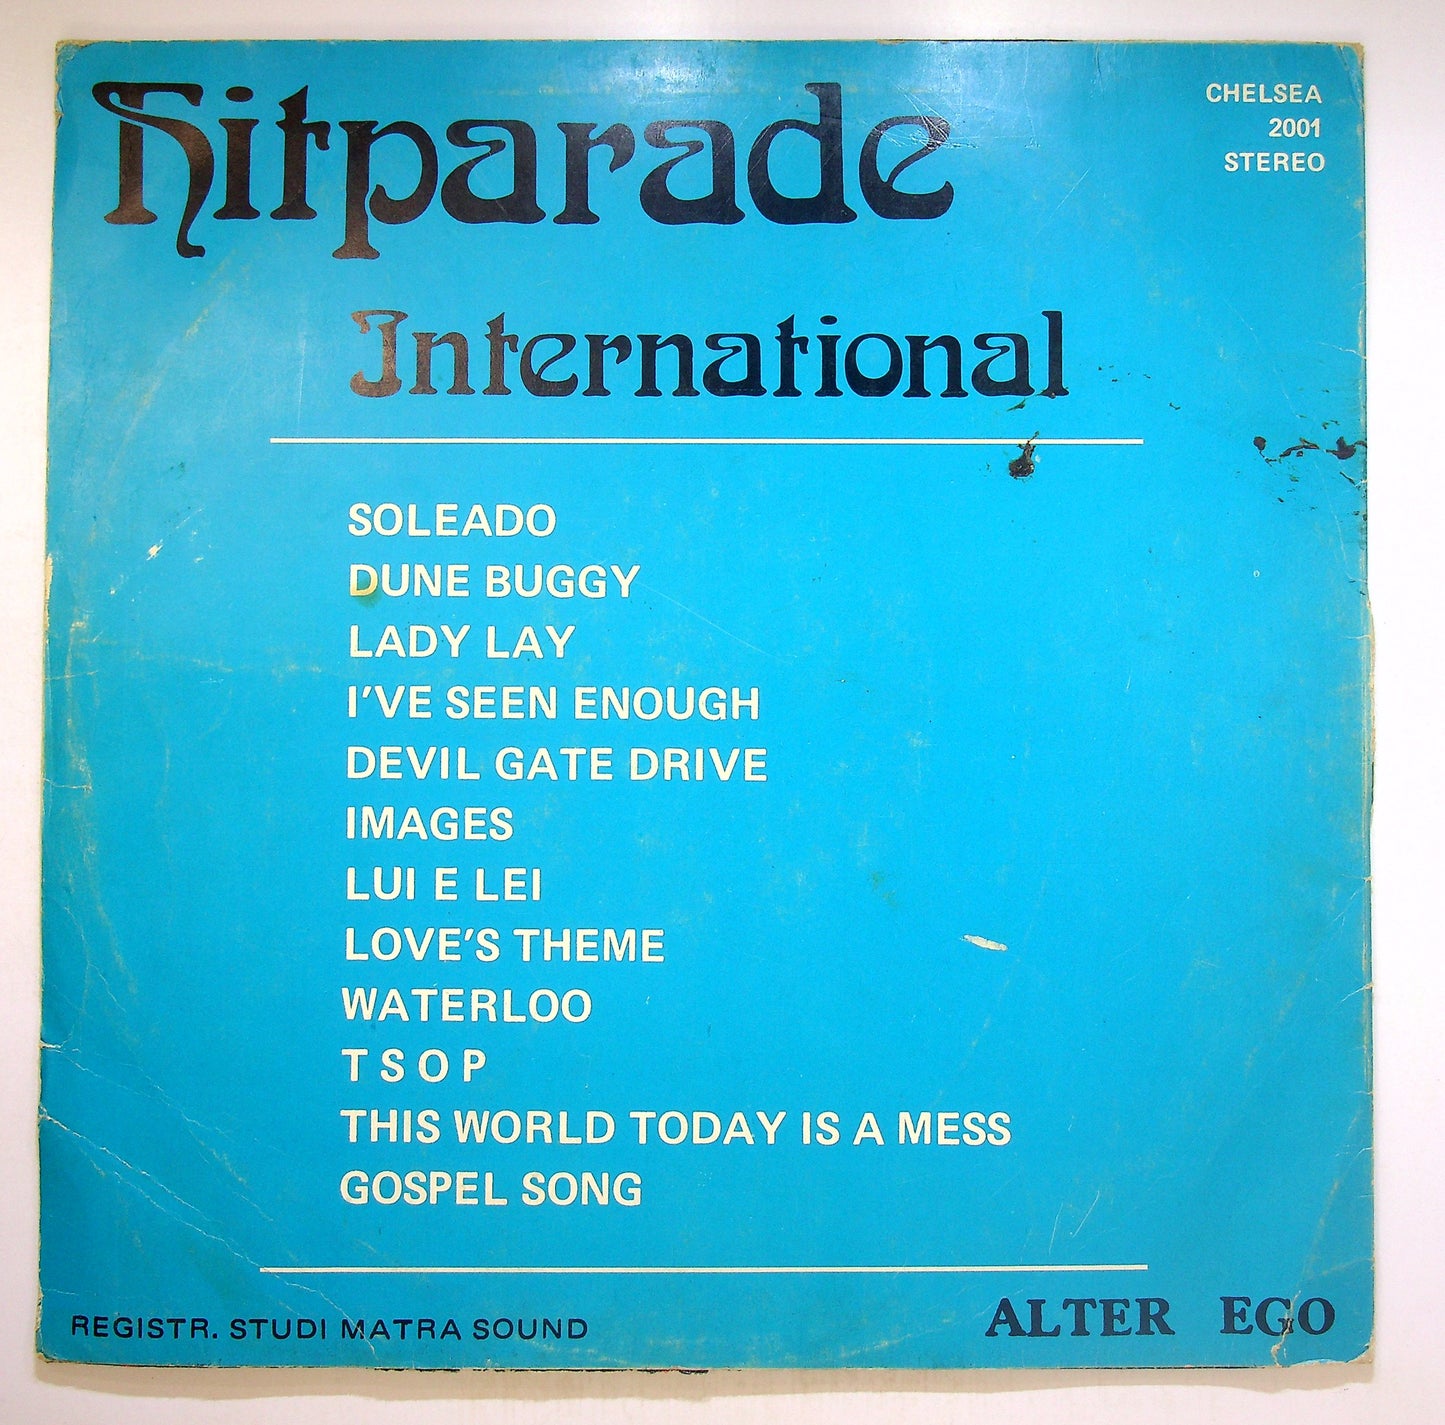 Hitparade
International
CHELSEA
2001
STEREO
SOLEADO
DUNE BUGGY
LADY LAY
I'VE SEEN ENOUGH
DEVIL GATE DRIVE
IMAGES
LUI E LEI
LOVE'S THEME
WATERLOO
T S O P
THIS WORLD TODAY IS A MESS
GOSPEL SONG
REGISTR. STUDI MATRA SOUND
ALTER EGO